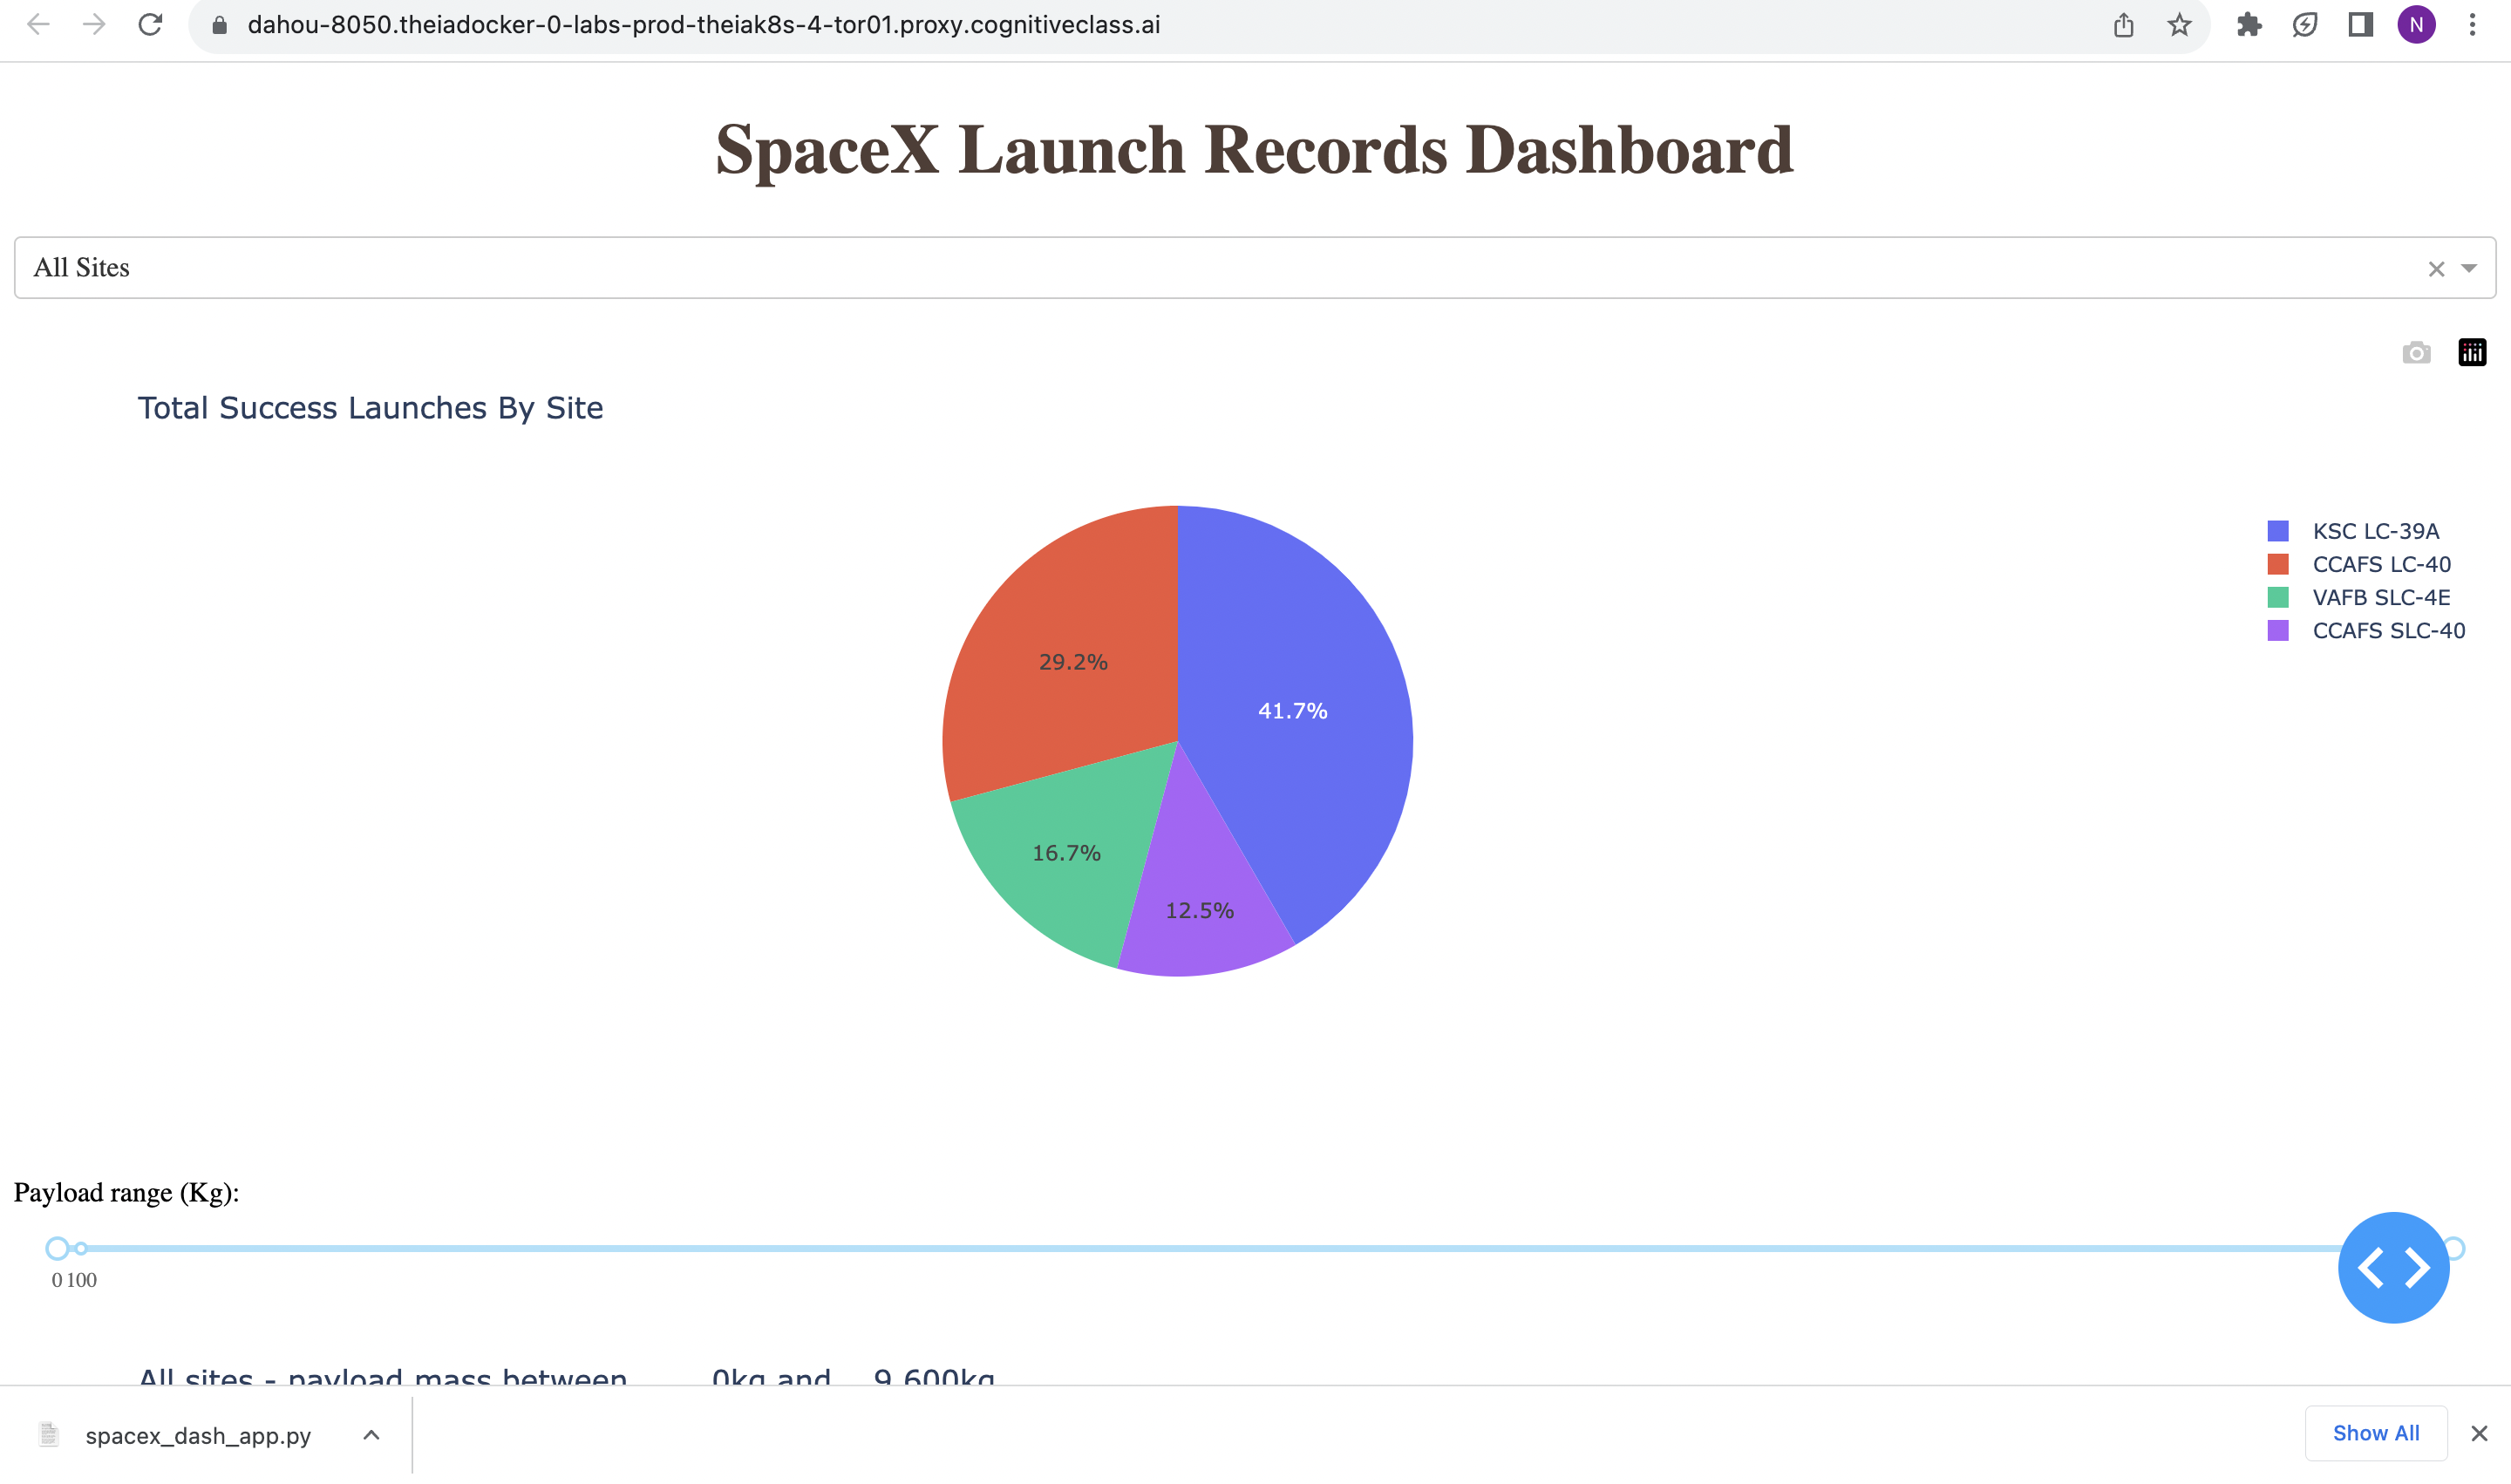 dahou-8050.theiadocker-0-labs-prod-theiak8s-4-tor01.proxy.cognitiveclass.ai
N
SpaceX Launch Records Dashboard
All Sites
Total Success Launches By Site
KSC LC-39A
CCAFS LC-40
VAFB SLC-4E
CCAFS SLC-40
29.2%
41.7%
16.7%
12.5%
Payload range (Kg):
0 100
All sites - payload mass between 0kg and 9,600kg
spacex_dash_app.py
Show All